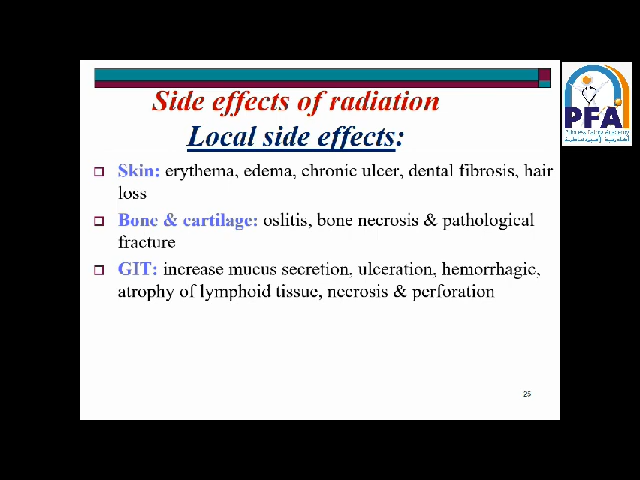 Side effects of radiation
Local side effects:
Skin: erythema, edema, chronic ulcer, dental fibrosis, hair
loss
Bone & cartilage: oslitis, bone necrosis & pathological
fracture
GIT: increase mucus secretion, ulceration, hemorrhagic,
atrophy of lymphoid tissue, necrosis & perforation
PFA